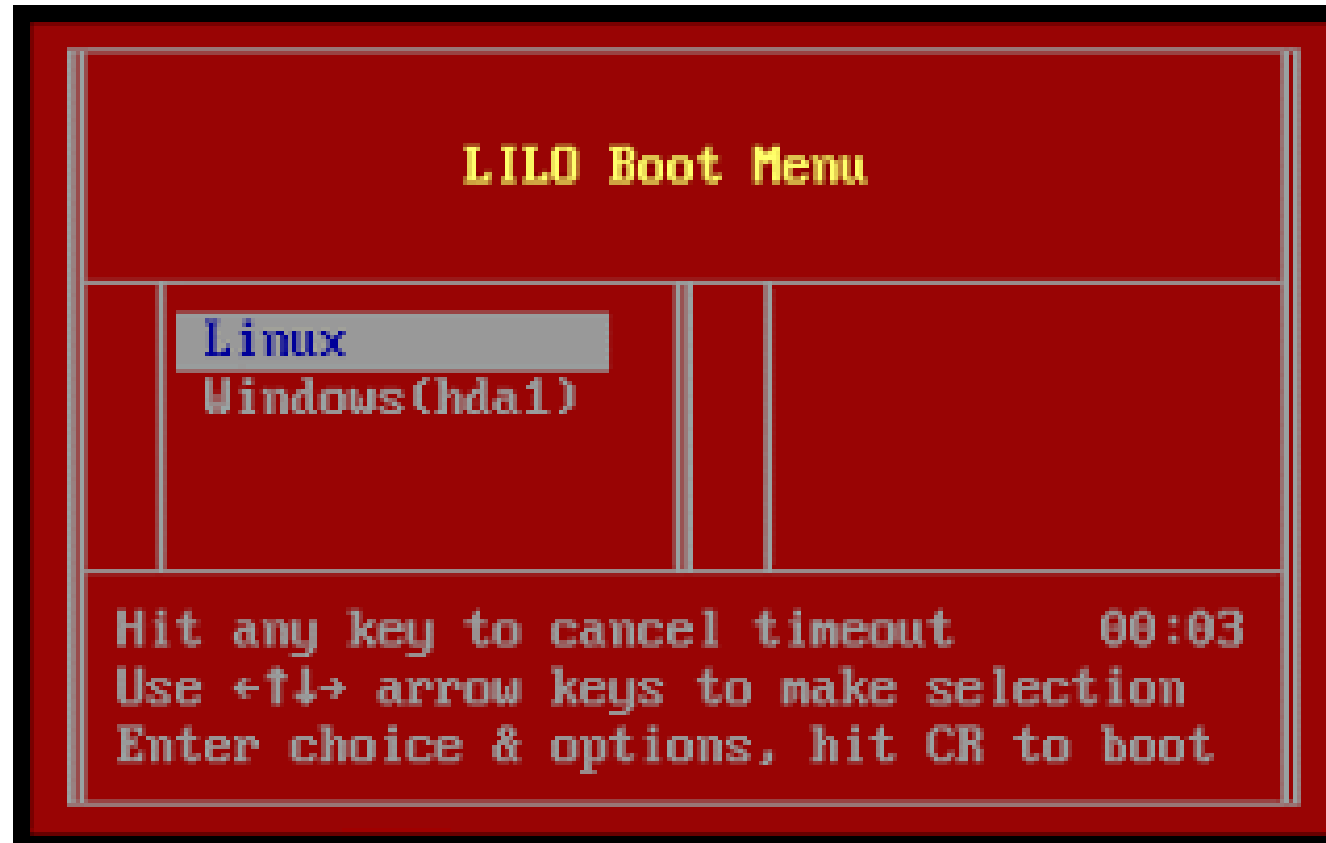 LILO Boot Menu
Linux
Windows(hda1)
Hit any key to cancel timeout 00:03
Use ←↑↓→ arrow keys to make selection
Enter choice & options, hit CR to boot